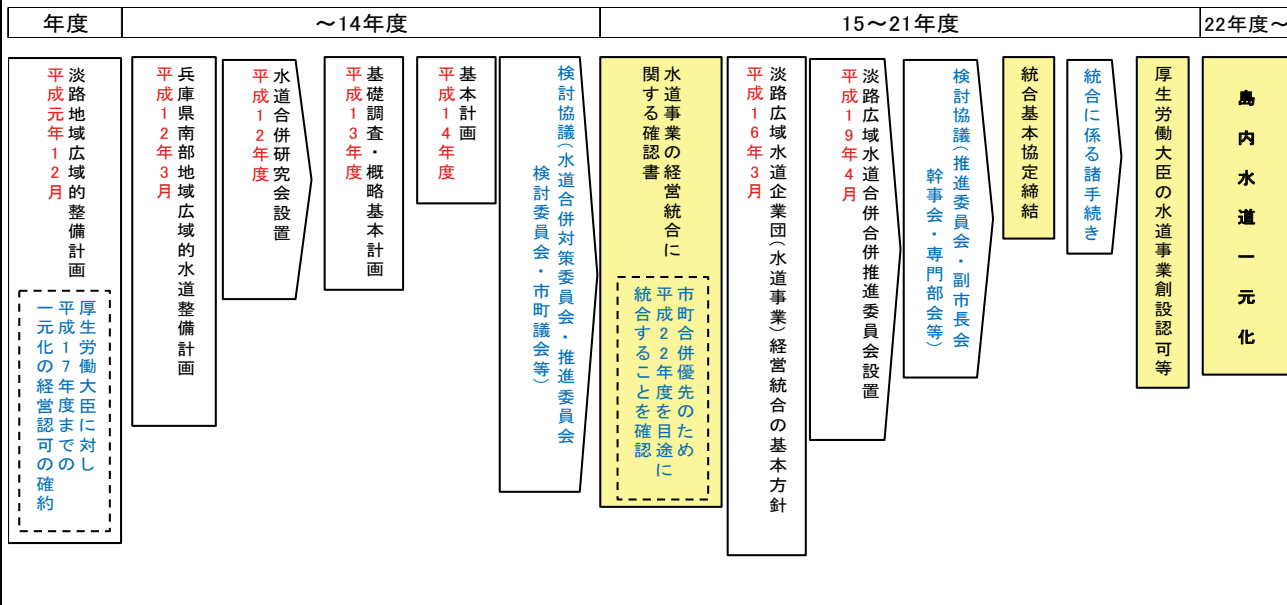 年度
～14年度
15～21年度
22年度～
淡路地域広域的整備計画
平成元年１２月
厚生労働大臣に対し
平成１７年度までの
一元化の経営認可の確約
兵庫県南部地域広域的水道整備計画
平成１２年３月
水道合併研究会設置
平成１２年度
基礎調査・概略基本計画
平成１３年度
基本計画
平成１４年度
検討協議（水道合併対策委員会・推進委員会
検討委員会・市町議会等）
水道事業の経営統合に
関する確認書
市町合併優先のため
平成２２年度を目途に
統合することを確認
淡路広域水道企業団（水道事業）経営統合の基本方針
平成１６年３月
淡路広域水道合併合併推進委員会設置
平成１９年４月
検討協議（推進委員会・副市長会
幹事会・専門部会等）
統合基本協定締結
統合に係る諸手続き
厚生労働大臣の水道事業創設認可等
島内水道一元化